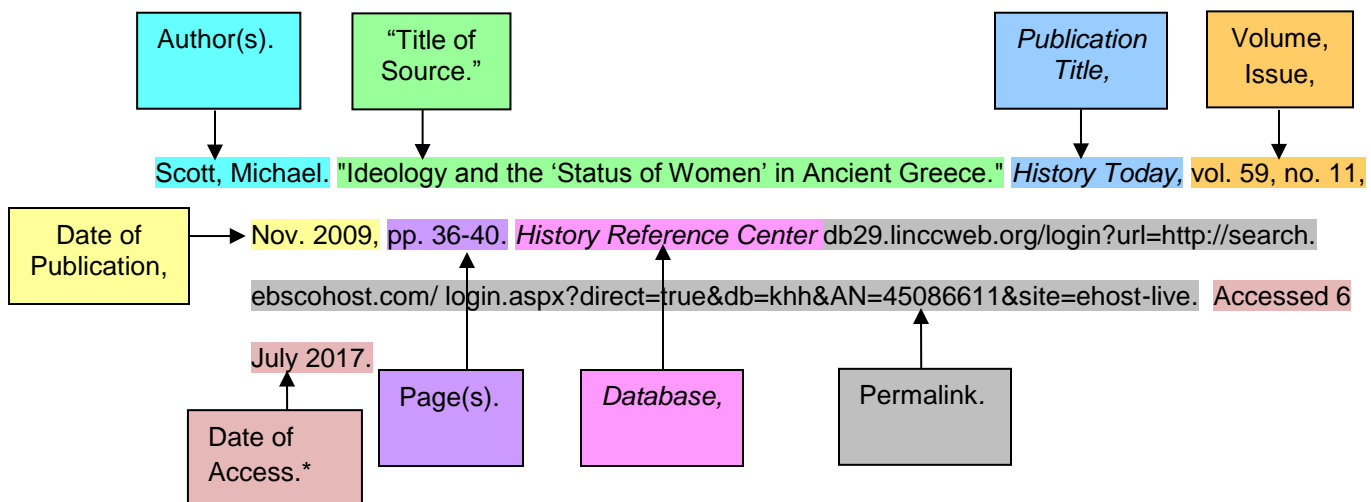 Author(s).
“Title of
Source.”
Publication
Title,
Volume,
Issue,
Scott, Michael. "Ideology and the ‘Status of Women’ in Ancient Greece." History Today, vol. 59, no. 11,
Date of
Publication,
Nov. 2009, pp. 36-40. History Reference Center db29.linccweb.org/login?url=http://search.
ebscohost.com/ login.aspx?direct=true&db=khh&AN=45086611&site=ehost-live. Accessed 6
July 2017.
Page(s).
Database,
Permalink.
Date of
Access.*